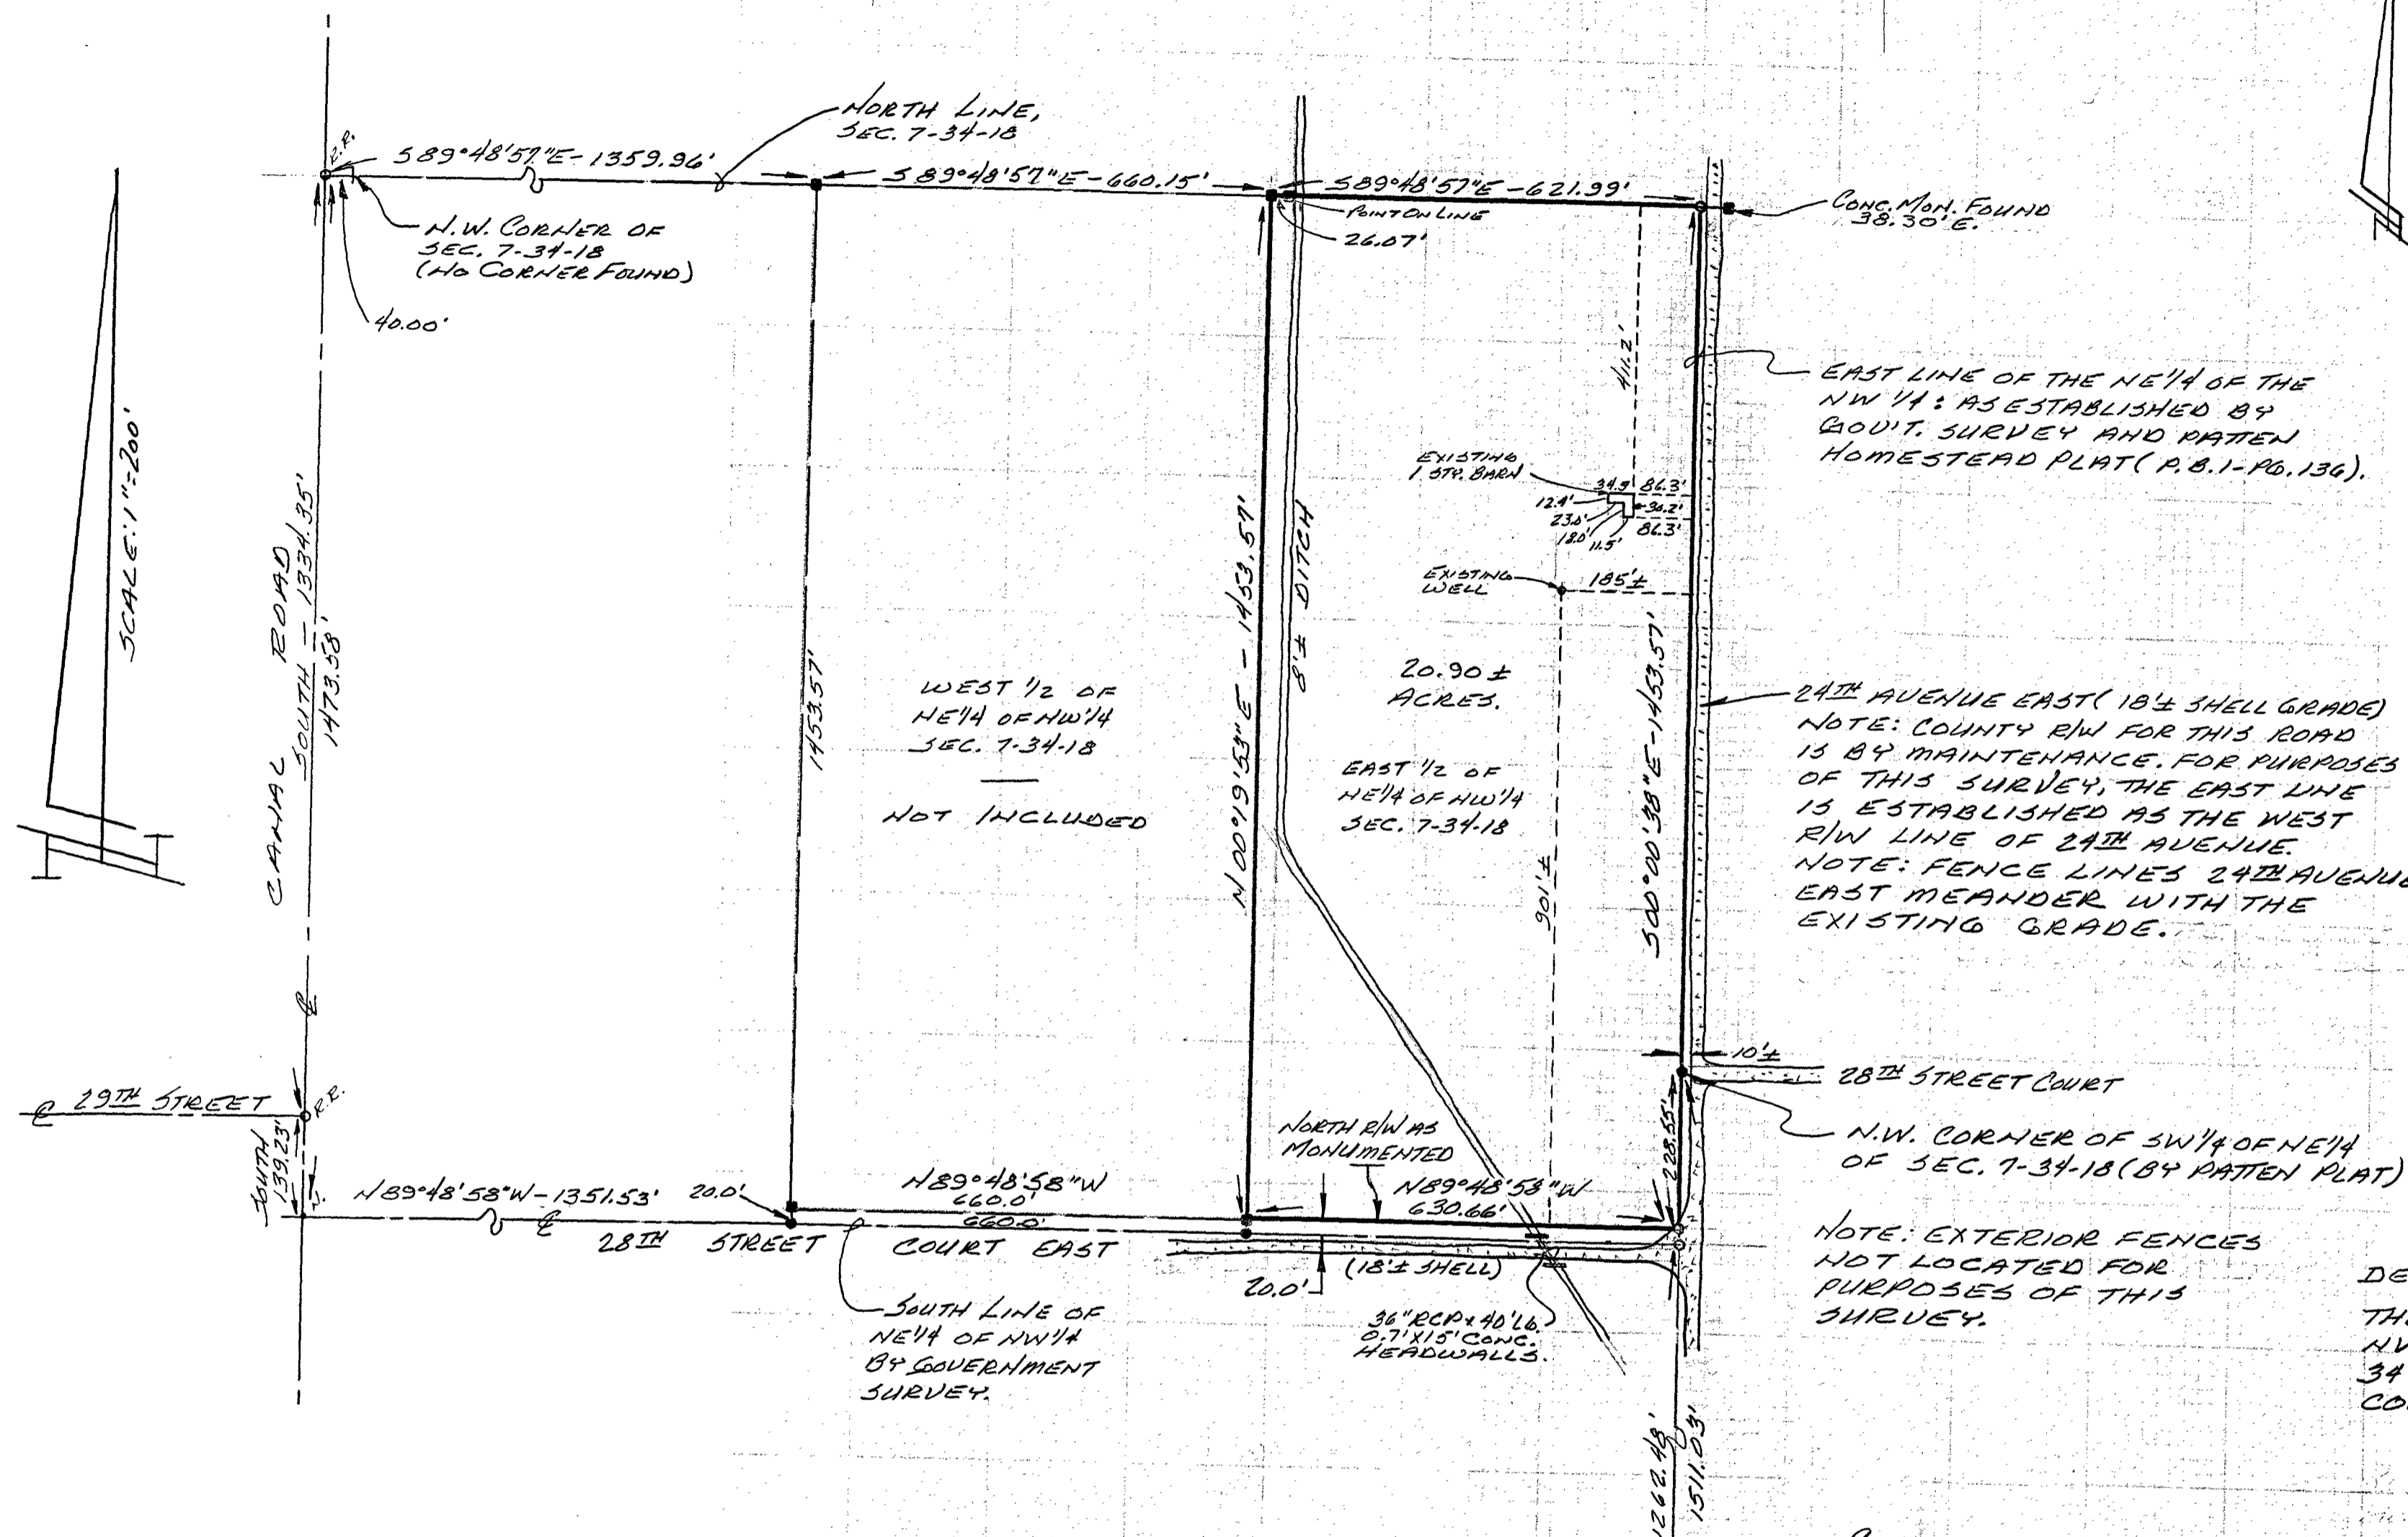 NORTH LINE,
SEC. 7-34-18
R.R.
S89°48'57"E-1359.96'
S89°48'57"E-660.15'
S89°48'57"E-621.99'
POINT ON LINE
26.07'
CONC. MON. FOUND
38.30' E.
N.W. CORNER OF
SEC. 7-34-18
(NO CORNER FOUND)
40.00'
SCALE: 1"=200'
CANAL ROAD
SOUTH - 1334.35'
1473.58'
1453.57'
N00°19'53"E - 1453.57'
DITCH
411.2'
EAST LINE OF THE NE1/4 OF THE
NW 1/4: AS ESTABLISHED BY
GOV'T. SURVEY AND PATTEN
HOMESTEAD PLAT (P.B.1-PG.136).
EXISTING
1 STY. BARN
34.5' 86.3'
12.4'
30.2'
23.0'
18.0'
11.5'
86.3'
EXISTING
WELL
185'±
20.90 ±
ACRES.
WEST 1/2 OF
NE1/4 OF NW1/4
SEC. 7-34-18
NOT INCLUDED
EAST 1/2 OF
NE1/4 OF NW1/4
SEC. 7-34-18
901'±
S00°00'38"E-1453.57'
24TH AVENUE EAST (18'± SHELL GRADE)
NOTE: COUNTY R/W FOR THIS ROAD
IS BY MAINTENANCE. FOR PURPOSES
OF THIS SURVEY, THE EAST LINE
IS ESTABLISHED AS THE WEST
R/W LINE OF 24TH AVENUE.
NOTE: FENCE LINES 24TH AVENUE
EAST MEANDER WITH THE
EXISTING GRADE.
10'±
28TH STREET COURT
N.W. CORNER OF SW1/4 OF NE1/4
OF SEC. 7-34-18 (BY PATTEN PLAT)
228.55'
℄
℄ 29TH STREET
R.R.
SOUTH
139.23'
N89°48'58"W-1351.53'
20.0'
N89°48'58"W
660.0'
660.0'
NORTH R/W AS
MONUMENTED
N89°48'58"W
630.66'
℄
28TH STREET COURT EAST
(18'± SHELL)
20.0'
36" RCP x 40' LG.
0.7'X15' CONC.
HEADWALLS.
SOUTH LINE OF
NE1/4 OF NW1/4
BY GOVERNMENT
SURVEY.
NOTE: EXTERIOR FENCES
NOT LOCATED FOR
PURPOSES OF THIS
SURVEY.
1262.48'
1511.03'
34